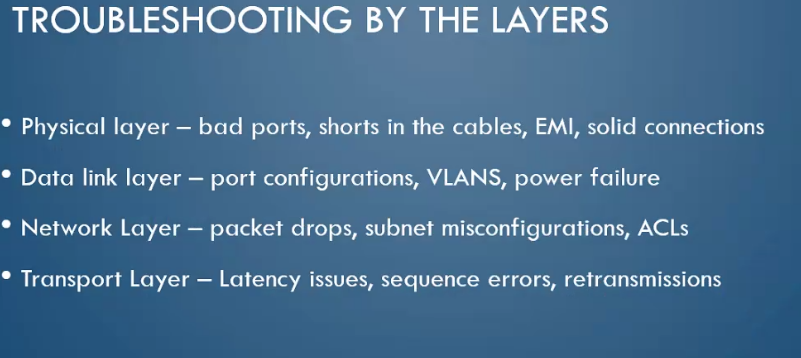 TROUBLESHOOTING BY THE LAYERS
• Physical layer – bad ports, shorts in the cables, EMI, solid connections
• Data link layer – port configurations, VLANS, power failure
• Network Layer – packet drops, subnet misconfigurations, ACLs
• Transport Layer – Latency issues, sequence errors, retransmissions